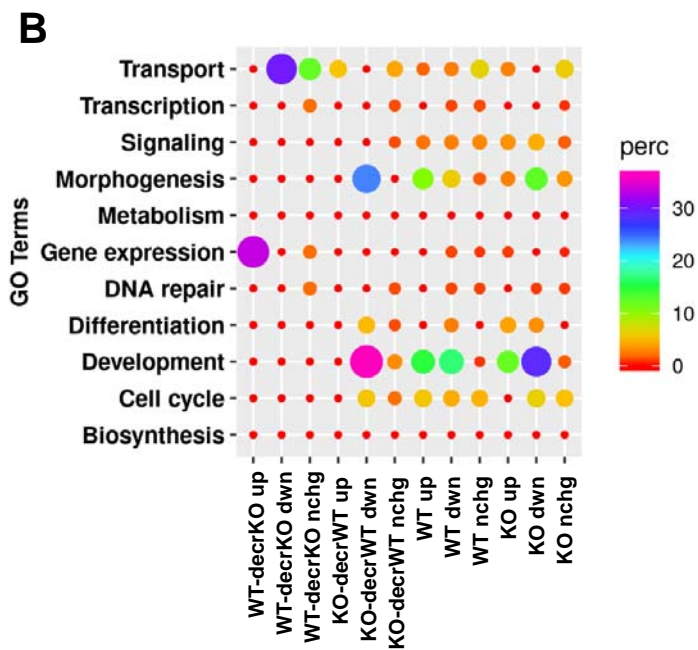 B
Transport
Transcription
Signaling
Morphogenesis
Metabolism
Gene expression
DNA repair
Differentiation
Development
Cell cycle
Biosynthesis
GO Terms
WT-decrKO up
WT-decrKO dwn
WT-decrKO nchg
KO-decrWT up
KO-decrWT dwn
KO-decrWT nchg
WT up
WT dwn
WT nchg
KO up
KO dwn
KO nchg
perc
30
20
10
0